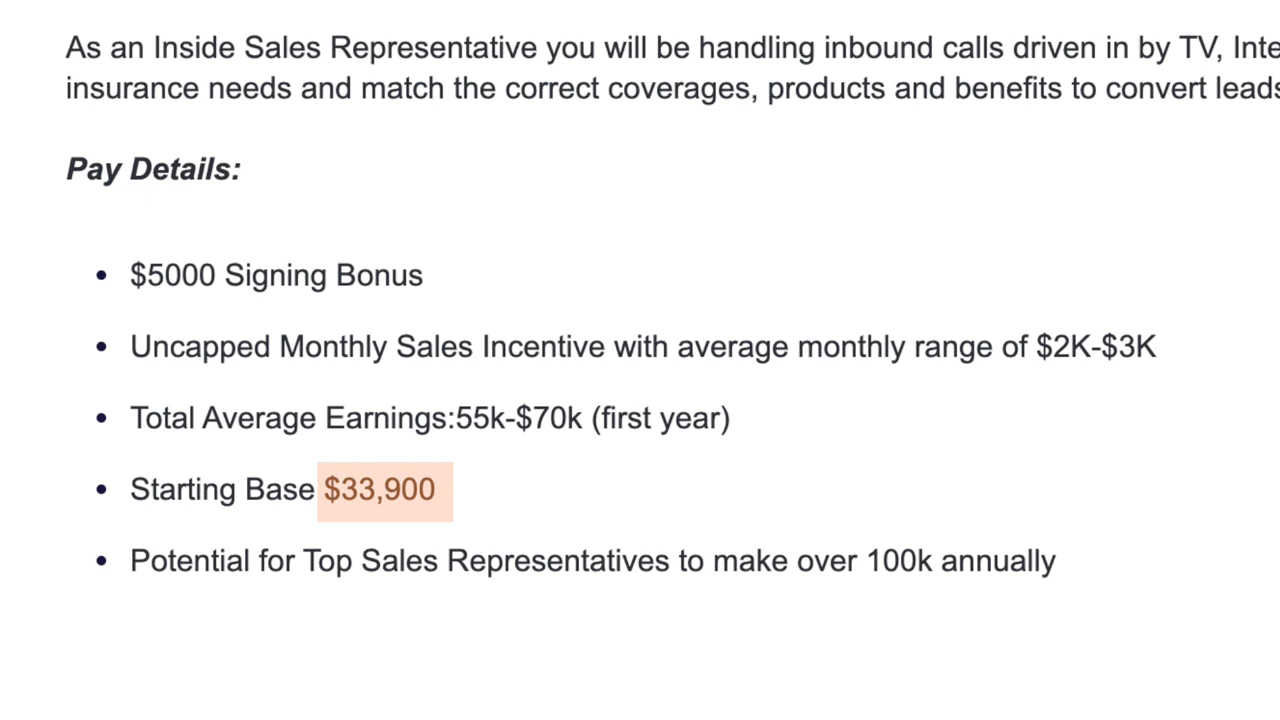 As an Inside Sales Representative you will be handling inbound calls driven in by TV,
insurance needs and match the correct coverages, products and benefits to convert
Pay Details:
$5000 Signing Bonus
Uncapped Monthly Sales Incentive with average monthly range of $2K-$3K
Total Average Earnings:55k-$70k (first year)
Starting Base $33,900
Potential for Top Sales Representatives to make over 100k annually